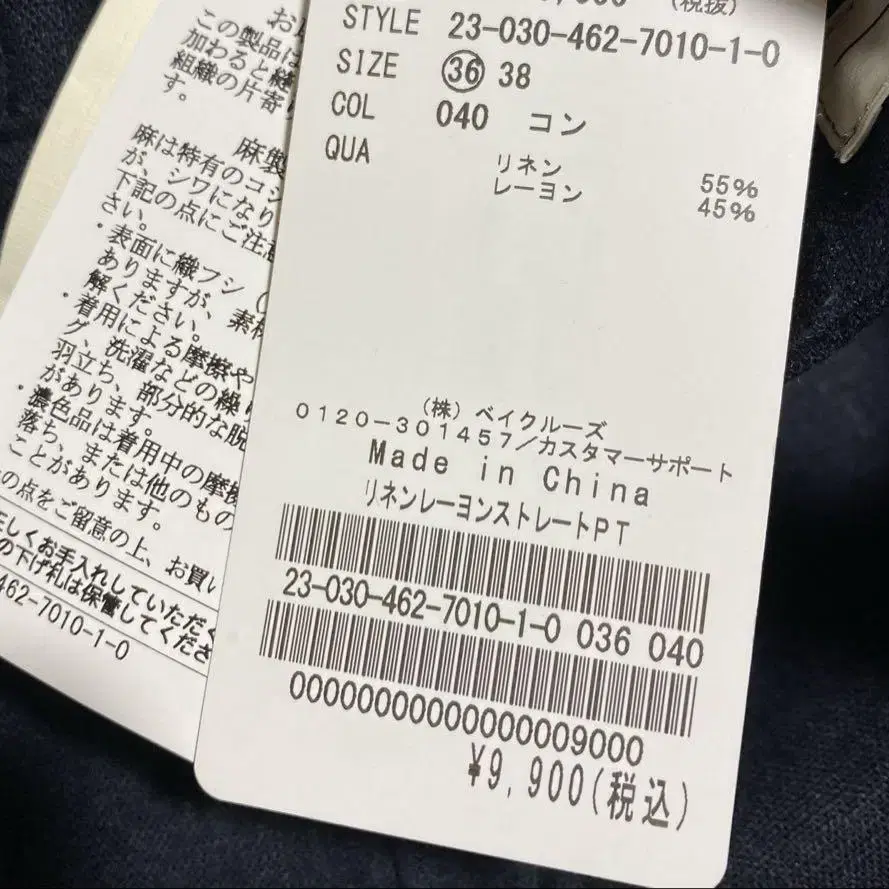 (税抜)
STYLE 23-030-462-7010-1-0
SIZE 36 38
COL 040 コン
QUA リネン 55%
レーヨン 45%
(株) ベイクルーズ
0120-301457/カスタマーサポート
Made in China
リネンレーヨンストレートPT
23-030-462-7010-1-0 036 040
0000000000000009000
¥9,900(税込)
この製品は
加わると縫
組織の片寄
す。
麻製
麻は特有のコシ
が、シワになり
下記の点にご注意
さい。
・表面に織フシ(
ありますが、素材
解ください。
・着用による摩擦や
グ、洗濯などの繰り
羽立ち、部分的な脱
があります。
・濃色品は着用中の摩擦
落ち、または他のもの
ことがあります。
の点をご留意の上、お買い
正しくお手入れしていただく
の下げ札は保管してくださ
462-7010-1-0